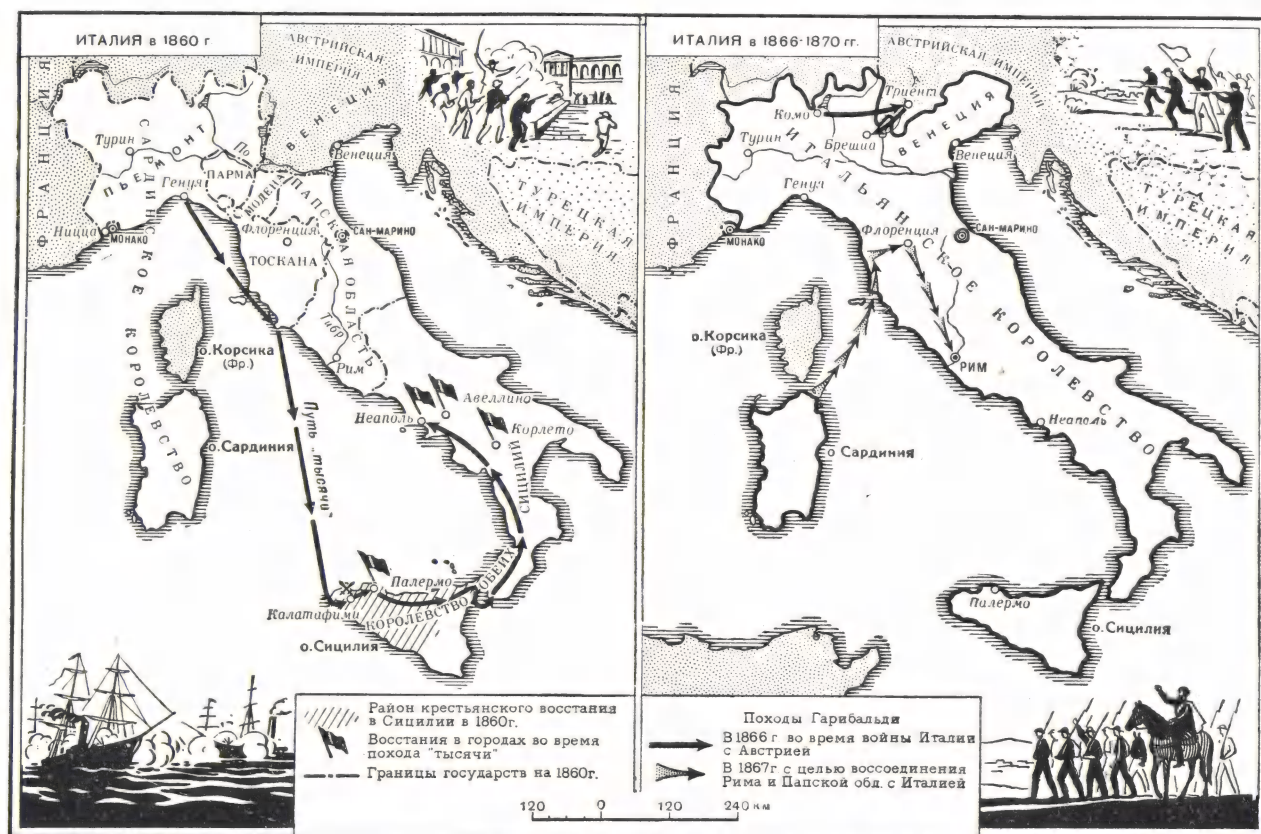 ИТАЛИЯ в 1860 г.
АВСТРИЙСКАЯ
ИМПЕРИЯ
ФРАНЦИЯ
ВЕНЕЦИЯ
САРДИНСКОЕ КОРОЛЕВСТВО
Турин
ПЬЕМОНТ
По
Венеция
ПАРМА
МОДЕНА
Генуя
ПАПСКАЯ ОБЛАСТЬ
Флоренция
Ницца
МОНАКО
САН-МАРИНО
ТОСКАНА
ТУРЕЦКАЯ
ИМПЕРИЯ
Тибр
Рим
о.Корсика
(Фр.)
Авеллино
Неаполь
Корлето
о.Сардиния
Путь "тысячи"
Палермо
Калатафими
КОРОЛЕВСТВО ОБЕИХ СИЦИЛИЙ
о.Сицилия
Район крестьянского восстания
в Сицилии в 1860г.
Восстания в городах во время
похода "тысячи"
Границы государств на 1860г.
ИТАЛИЯ в 1866-1870 гг.
АВСТРИЙСКАЯ
ИМПЕРИЯ
ФРАНЦИЯ
Триент
Комо
Турин
Брешиа
ВЕНЕЦИЯ
Венеция
ИТАЛЬЯНСКОЕ КОРОЛЕВСТВО
Генуя
Флоренция
МОНАКО
САН-МАРИНО
ТУРЕЦКАЯ
ИМПЕРИЯ
о.Корсика
(Фр.)
РИМ
Неаполь
Сардиния
Палермо
о.Сицилия
Походы Гарибальди
В 1866 г во время войны Италии
с Австрией
В 1867г с целью воссоединения
Рима и Папской обл. с Италией
120 0 120 240 км